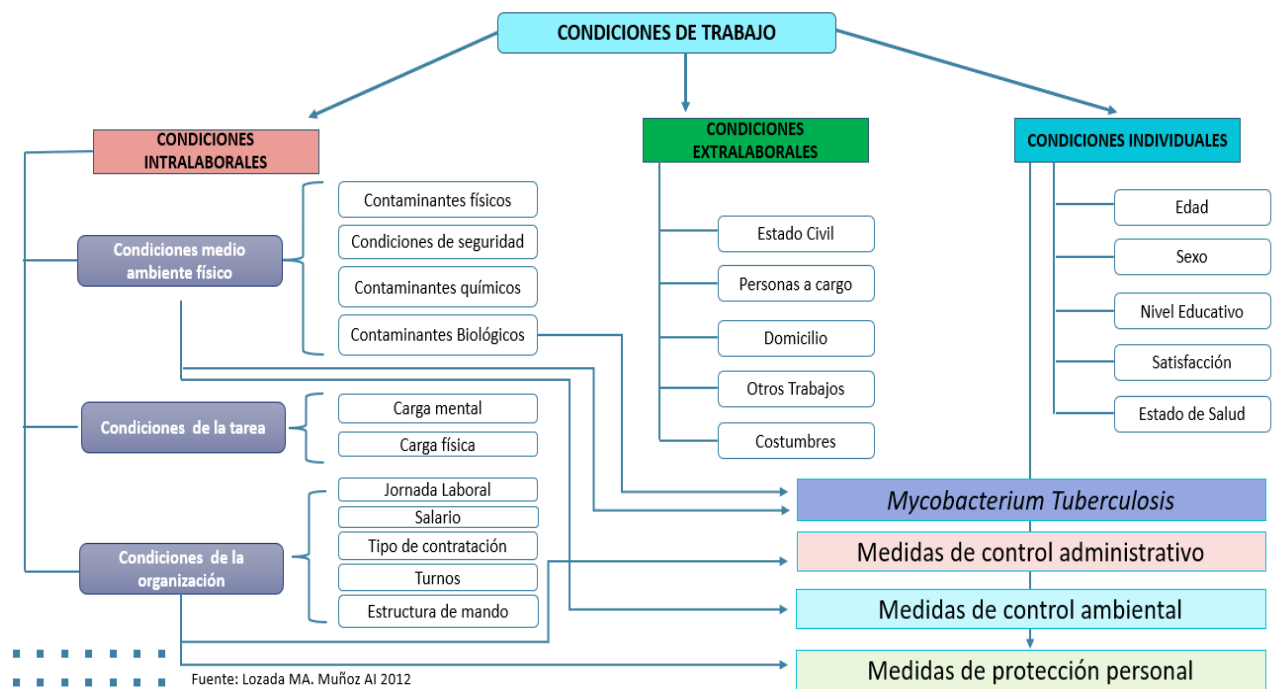 CONDICIONES DE TRABAJO
CONDICIONES
INTRALABORALES
CONDICIONES
EXTRALABORALES
CONDICIONES INDIVIDUALES
Condiciones medio
ambiente físico
Contaminantes físicos
Condiciones de seguridad
Contaminantes químicos
Contaminantes Biológicos
Condiciones de la tarea
Carga mental
Carga física
Condiciones de la
organización
Jornada Laboral
Salario
Tipo de contratación
Turnos
Estructura de mando
Estado Civil
Personas a cargo
Domicilio
Otros Trabajos
Costumbres
Edad
Sexo
Nivel Educativo
Satisfacción
Estado de Salud
Mycobacterium Tuberculosis
Medidas de control administrativo
Medidas de control ambiental
Medidas de protección personal
Fuente: Lozada MA. Muñoz AI 2012